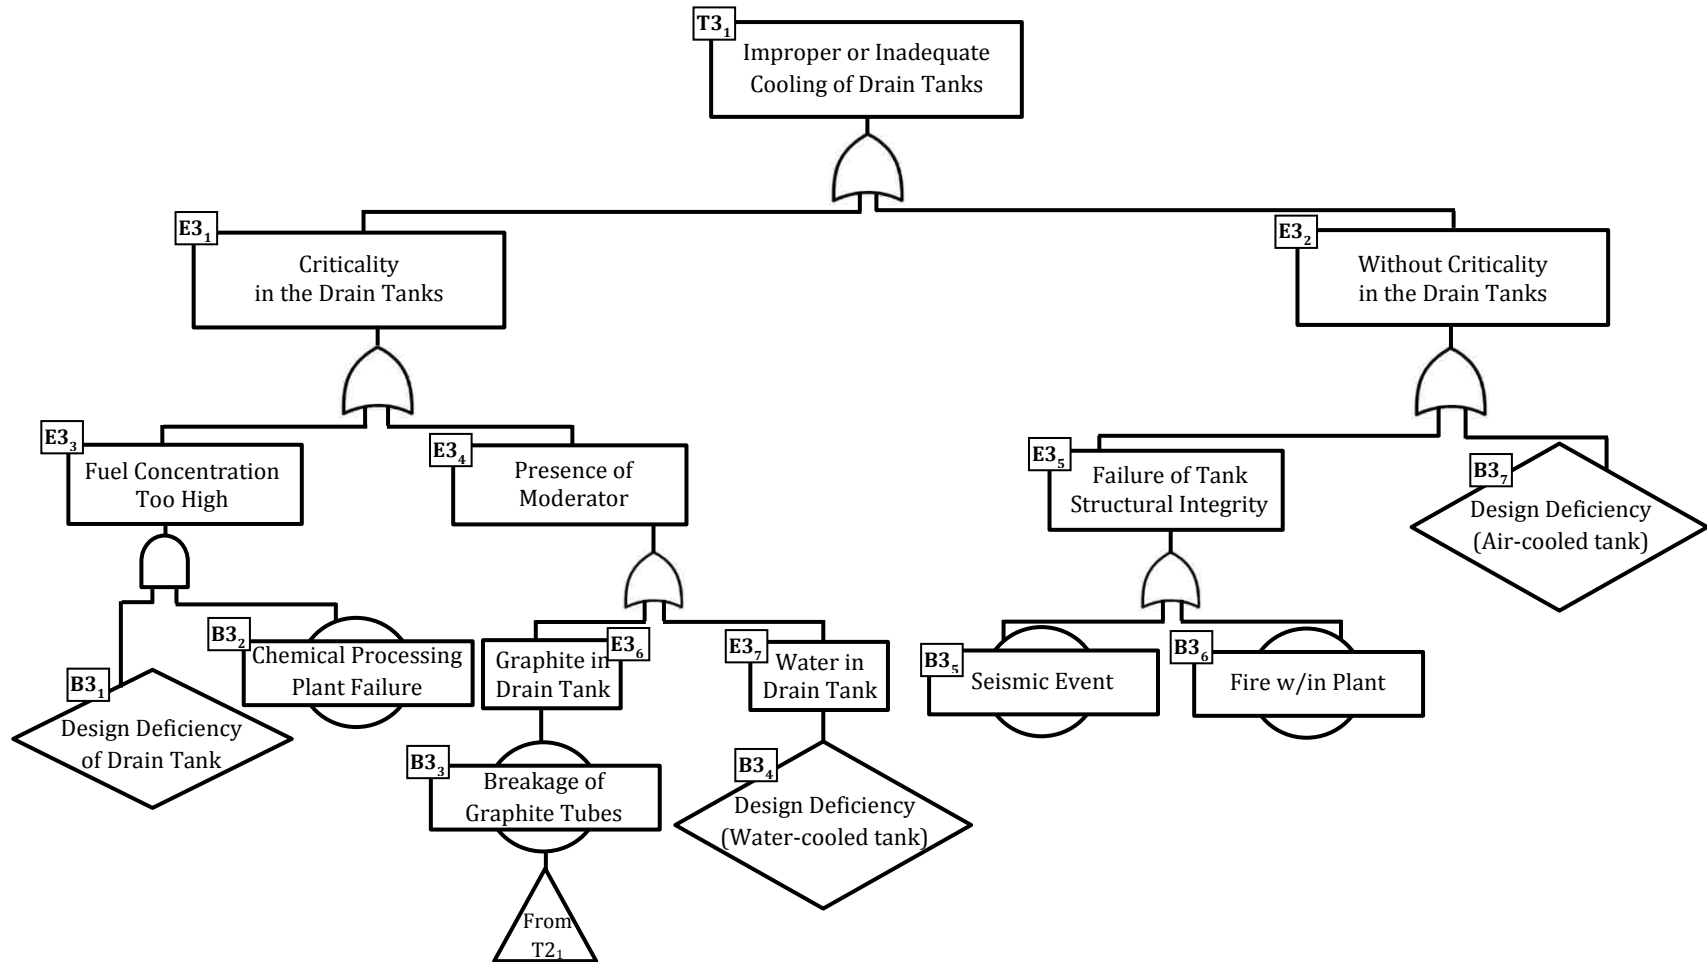 T3₁
Improper or Inadequate
Cooling of Drain Tanks
E3₁
Criticality
in the Drain Tanks
E3₂
Without Criticality
in the Drain Tanks
E3₃
Fuel Concentration
Too High
E3₄
Presence of
Moderator
E3₅
Failure of Tank
Structural Integrity
B3₇
Design Deficiency
(Air-cooled tank)
B3₁
Design Deficiency
of Drain Tank
B3₂
Chemical Processing
Plant Failure
E3₆
Graphite in
Drain Tank
E3₇
Water in
Drain Tank
B3₅
Seismic Event
B3₆
Fire w/in Plant
B3₃
Breakage of
Graphite Tubes
B3₄
Design Deficiency
(Water-cooled tank)
From
T2₁